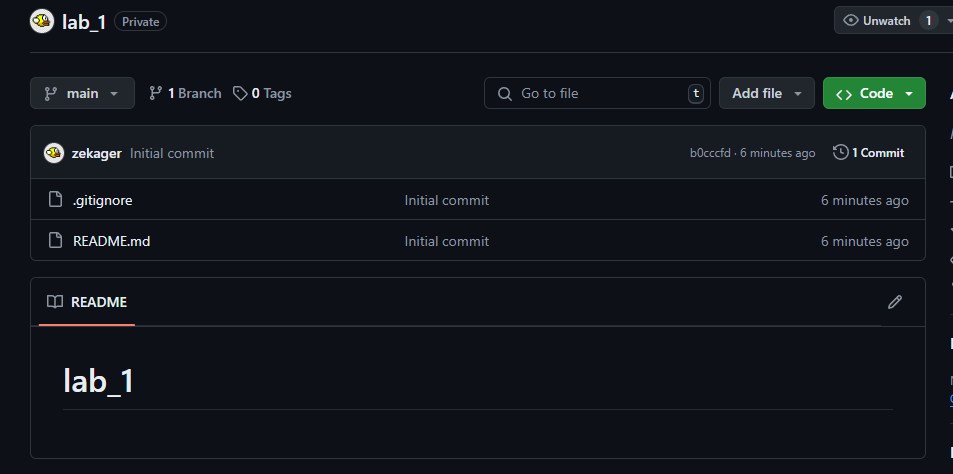 lab_1 Private Unwatch 1
main 1 Branch 0 Tags Go to file t Add file Code
zekager Initial commit b0cccfd · 6 minutes ago 1 Commit
.gitignore Initial commit 6 minutes ago
README.md Initial commit 6 minutes ago
README
lab_1